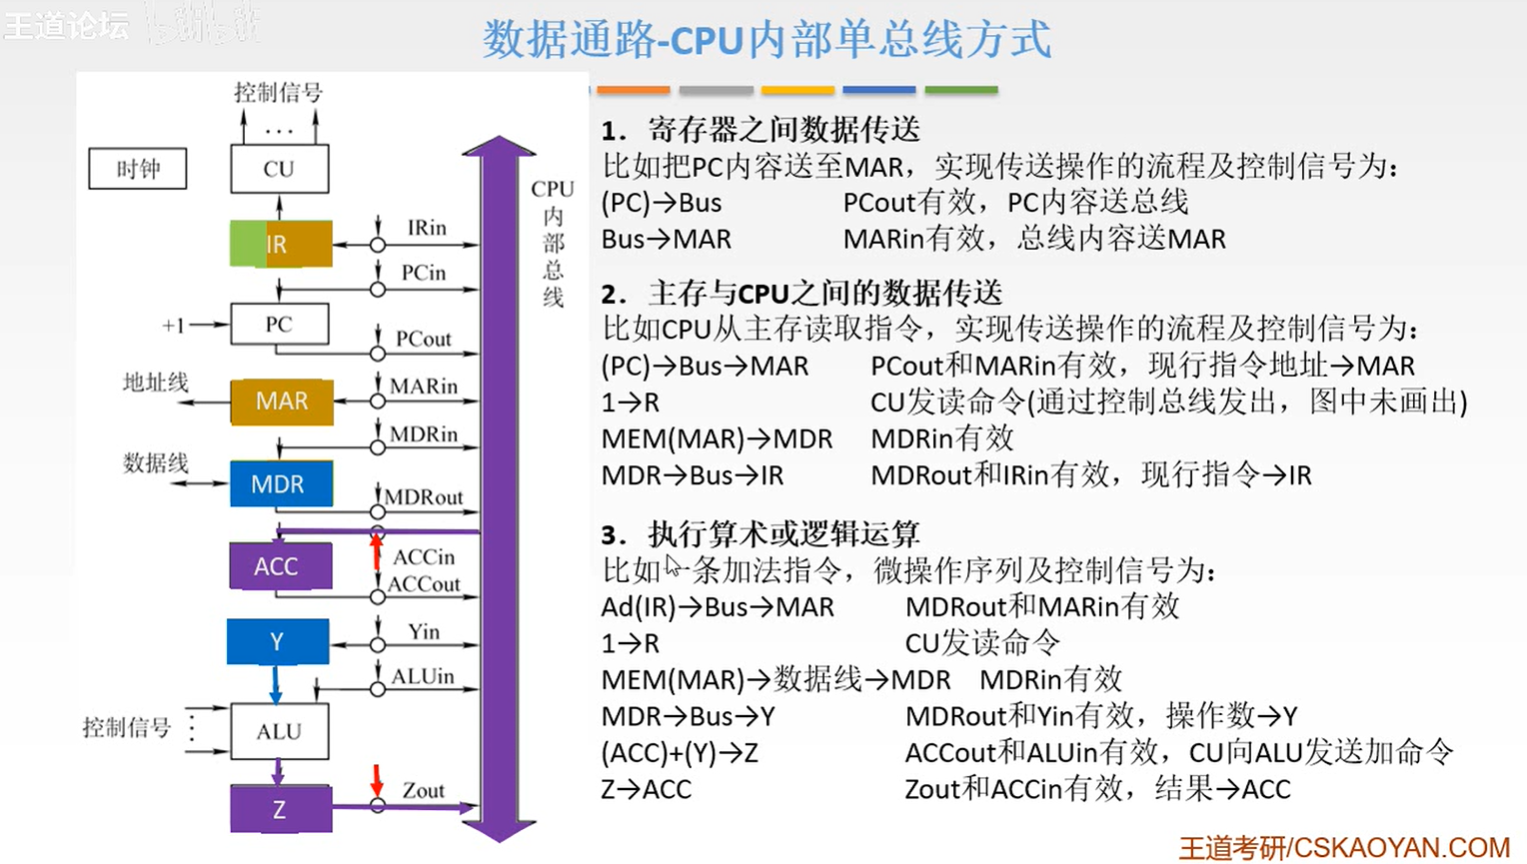 王道论坛 bilibili
数据通路-CPU内部单总线方式
控制信号
...
时钟
CU
CPU
内
部
总
线
IR
IRin
PCin
+1
PC
PCout
地址线
MAR
MARin
MDRin
数据线
MDR
MDRout
ACC
ACCin
ACCout
Y
Yin
ALUin
控制信号
ALU
Z
Zout
1. 寄存器之间数据传送
比如把PC内容送至MAR，实现传送操作的流程及控制信号为：
(PC)→Bus PCout有效，PC内容送总线
Bus→MAR MARin有效，总线内容送MAR
2. 主存与CPU之间的数据传送
比如CPU从主存读取指令，实现传送操作的流程及控制信号为：
(PC)→Bus→MAR PCout和MARin有效，现行指令地址→MAR
1→R CU发读命令(通过控制总线发出，图中未画出)
MEM(MAR)→MDR MDRin有效
MDR→Bus→IR MDRout和IRin有效，现行指令→IR
3. 执行算术或逻辑运算
比如一条加法指令，微操作序列及控制信号为：
Ad(IR)→Bus→MAR MDRout和MARin有效
1→R CU发读命令
MEM(MAR)→数据线→MDR MDRin有效
MDR→Bus→Y MDRout和Yin有效，操作数→Y
(ACC)+(Y)→Z ACCout和ALUin有效，CU向ALU发送加命令
Z→ACC Zout和ACCin有效，结果→ACC
王道考研/CSKAOYAN.COM